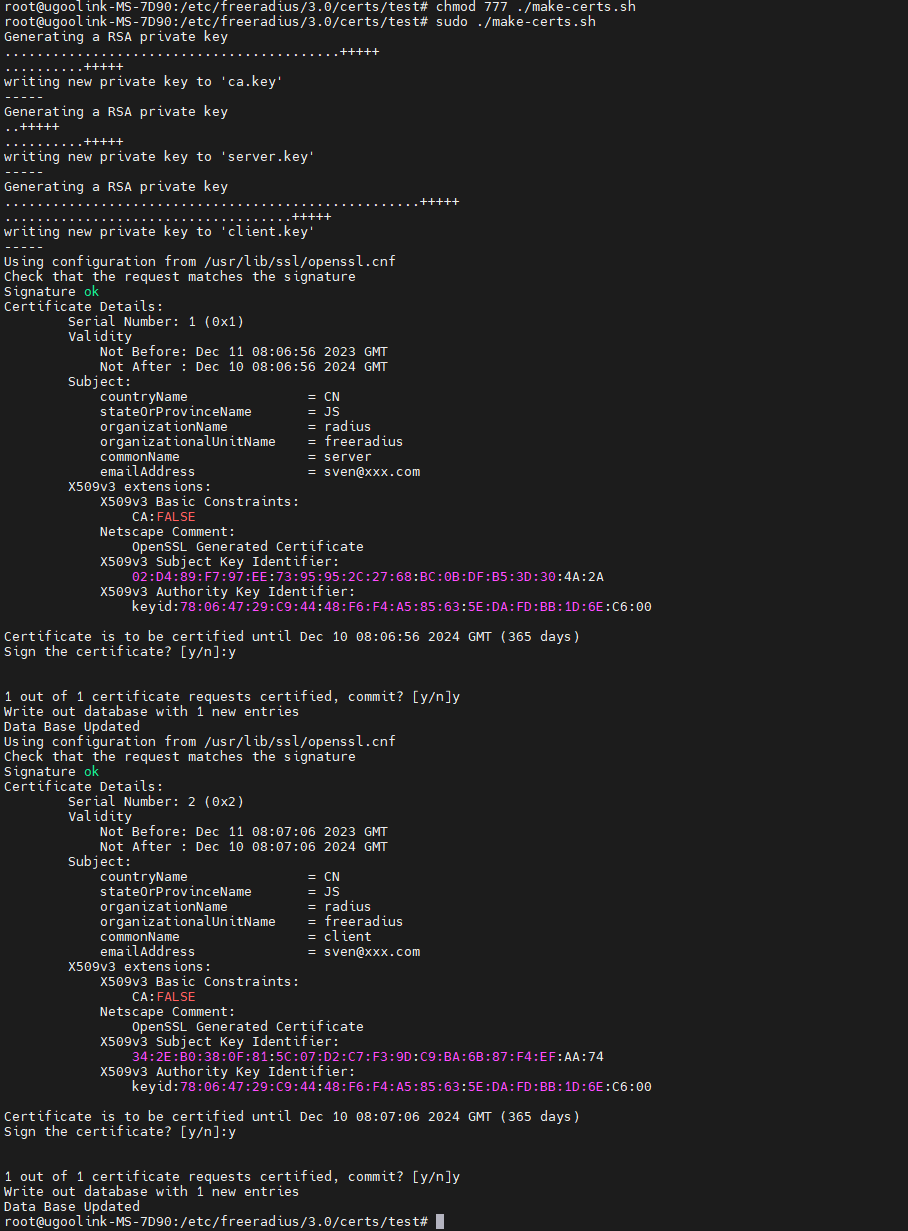 root@ugoolink-MS-7D90:/etc/freeradius/3.0/certs/test# chmod 777 ./make-certs.sh
root@ugoolink-MS-7D90:/etc/freeradius/3.0/certs/test# sudo ./make-certs.sh
Generating a RSA private key
..........................................+++++
..........+++++
writing new private key to 'ca.key'
-----
Generating a RSA private key
..+++++
..........+++++
writing new private key to 'server.key'
-----
Generating a RSA private key
....................................................+++++
....................................+++++
writing new private key to 'client.key'
-----
Using configuration from /usr/lib/ssl/openssl.cnf
Check that the request matches the signature
Signature ok
Certificate Details:
        Serial Number: 1 (0x1)
        Validity
            Not Before: Dec 11 08:06:56 2023 GMT
            Not After : Dec 10 08:06:56 2024 GMT
        Subject:
            countryName               = CN
            stateOrProvinceName       = JS
            organizationName          = radius
            organizationalUnitName    = freeradius
            commonName                = server
            emailAddress              = sven@xxx.com
        X509v3 extensions:
            X509v3 Basic Constraints:
                CA:FALSE
            Netscape Comment:
                OpenSSL Generated Certificate
            X509v3 Subject Key Identifier:
                02:D4:89:F7:97:EE:73:95:95:2C:27:68:BC:0B:DF:B5:3D:30:4A:2A
            X509v3 Authority Key Identifier:
                keyid:78:06:47:29:C9:44:48:F6:F4:A5:85:63:5E:DA:FD:BB:1D:6E:C6:00

Certificate is to be certified until Dec 10 08:06:56 2024 GMT (365 days)
Sign the certificate? [y/n]:y


1 out of 1 certificate requests certified, commit? [y/n]y
Write out database with 1 new entries
Data Base Updated
Using configuration from /usr/lib/ssl/openssl.cnf
Check that the request matches the signature
Signature ok
Certificate Details:
        Serial Number: 2 (0x2)
        Validity
            Not Before: Dec 11 08:07:06 2023 GMT
            Not After : Dec 10 08:07:06 2024 GMT
        Subject:
            countryName               = CN
            stateOrProvinceName       = JS
            organizationName          = radius
            organizationalUnitName    = freeradius
            commonName                = client
            emailAddress              = sven@xxx.com
        X509v3 extensions:
            X509v3 Basic Constraints:
                CA:FALSE
            Netscape Comment:
                OpenSSL Generated Certificate
            X509v3 Subject Key Identifier:
                34:2E:B0:38:0F:81:5C:07:D2:C7:F3:9D:C9:BA:6B:87:F4:EF:AA:74
            X509v3 Authority Key Identifier:
                keyid:78:06:47:29:C9:44:48:F6:F4:A5:85:63:5E:DA:FD:BB:1D:6E:C6:00

Certificate is to be certified until Dec 10 08:07:06 2024 GMT (365 days)
Sign the certificate? [y/n]:y


1 out of 1 certificate requests certified, commit? [y/n]y
Write out database with 1 new entries
Data Base Updated
root@ugoolink-MS-7D90:/etc/freeradius/3.0/certs/test#